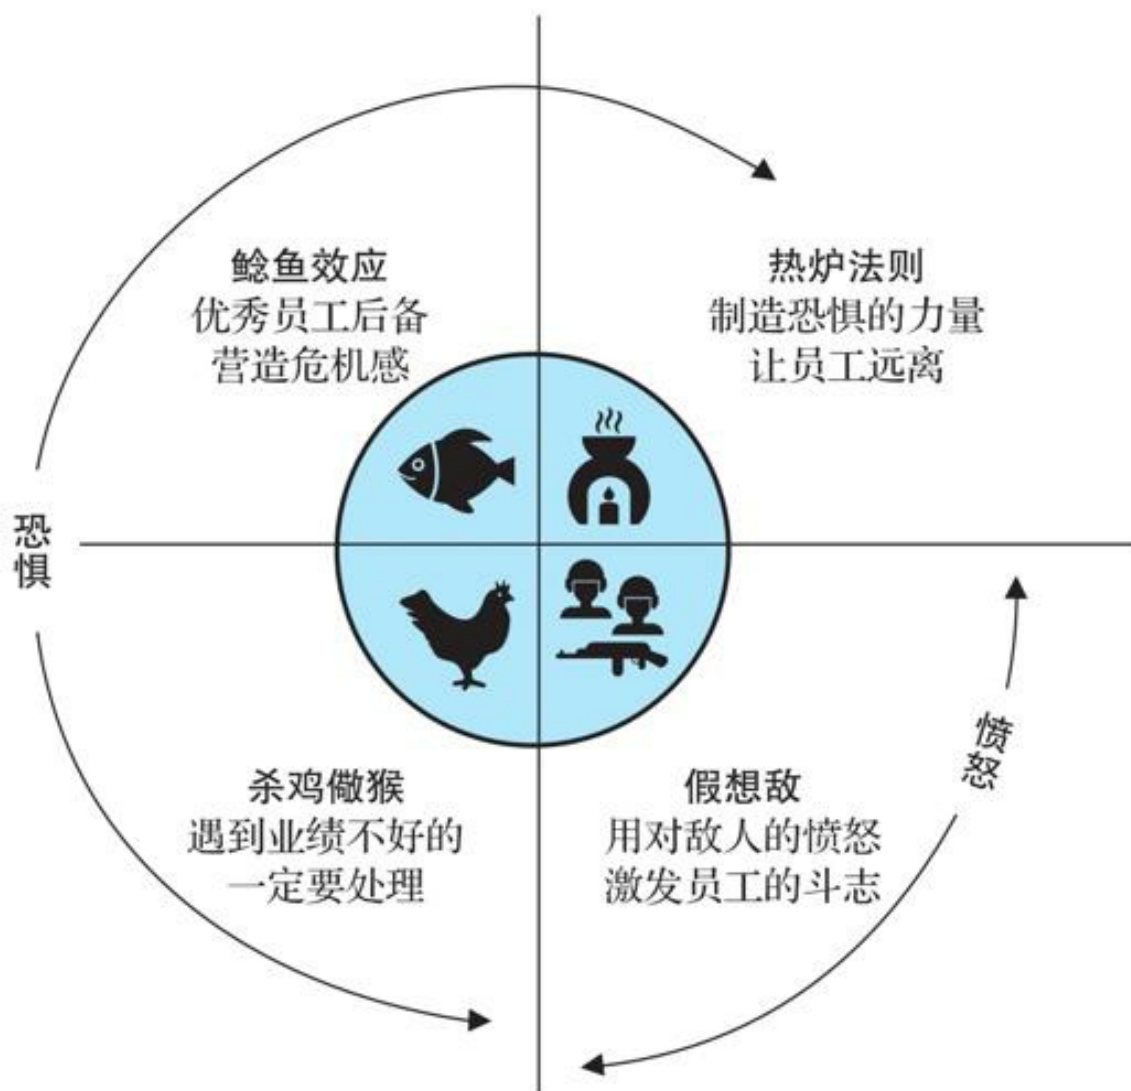 鲶鱼效应
优秀员工后备
营造危机感
热炉法则
制造恐惧的力量
让员工远离
恐惧
杀鸡儆猴
遇到业绩不好的
一定要处理
假想敌
用对敌人的愤怒
激发员工的斗志
愤怒